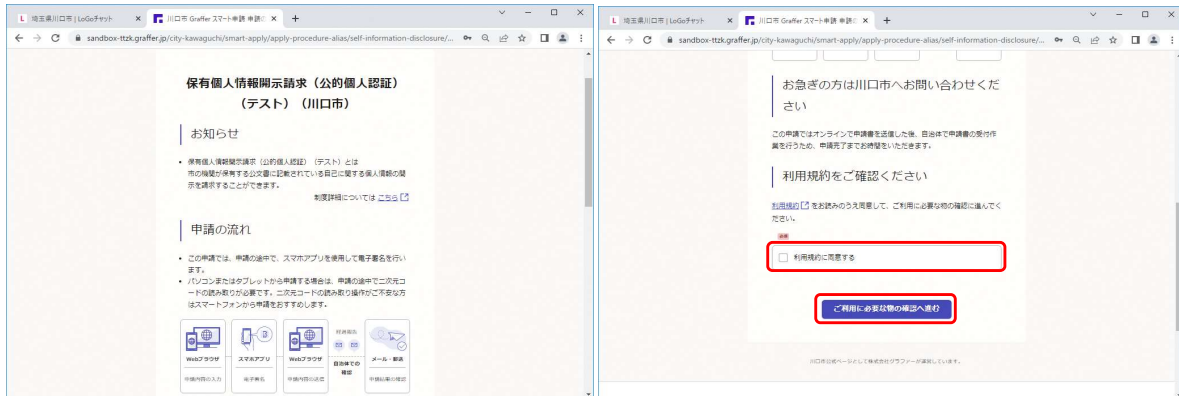 埼玉県川口市 | LoGoチャット
川口市 Graffer スマート申請 申請
sandbox-ttzk.graffer.jp/city-kawaguchi/smart-apply/apply-procedure-alias/self-information-disclosure/...
保有個人情報開示請求（公的個人認証）
（テスト）（川口市）
お知らせ
• 保有個人情報開示請求（公的個人認証）（テスト）とは
市の機関が保有する公文書に記載されている自己に関する個人情報の開
示を請求することができます。
制度詳細については こちら
申請の流れ
• この申請では、申請の途中で、スマホアプリを使用して電子署名を行い
ます。
• パソコンまたはタブレットから申請する場合は、申請の途中で二次元コ
ードの読み取りが必要です。二次元コードの読み取り操作がご不安な方
はスマートフォンから申請をおすすめします。
Webブラウザ
申請内容の入力
スマホアプリ
電子署名
Webブラウザ
申請内容の送信
経過報告
自治体での
確認
メール・郵送
申請結果の確認
埼玉県川口市 | LoGoチャット
川口市 Graffer スマート申請 申請
sandbox-ttzk.graffer.jp/city-kawaguchi/smart-apply/apply-procedure-alias/self-information-disclosure/...
お急ぎの方は川口市へお問い合わせくだ
さい
この申請ではオンラインで申請書を送信した後、自治体で申請書の受付作
業を行うため、申請完了までお時間をいただきます。
利用規約をご確認ください
利用規約 をお読みのうえ同意して、ご利用に必要な物の確認に進んでく
ださい。
必須
利用規約に同意する
ご利用に必要な物の確認へ進む
川口市公式ページとして株式会社グラファーが運営しています。